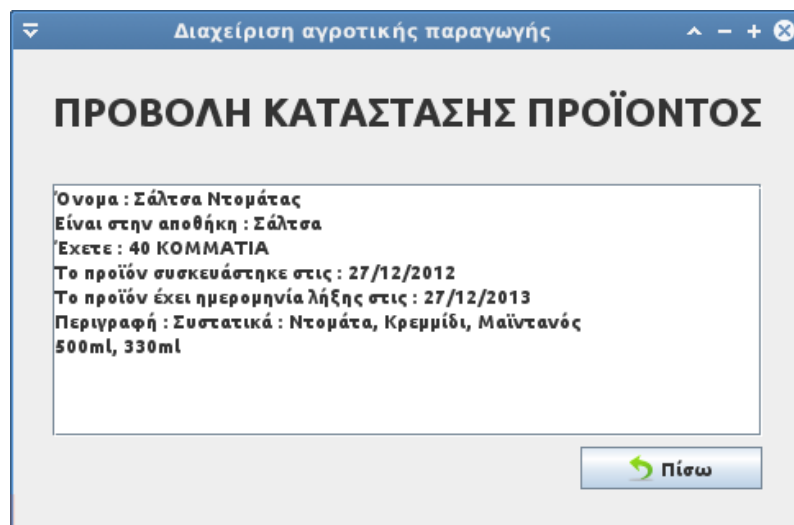 Διαχείριση αγροτικής παραγωγής
ΠΡΟΒΟΛΗ ΚΑΤΑΣΤΑΣΗΣ ΠΡΟΪΟΝΤΟΣ
Όνομα : Σάλτσα Ντομάτας
Είναι στην αποθήκη : Σάλτσα
Έχετε : 40 ΚΟΜΜΑΤΙΑ
Το προϊόν συσκευάστηκε στις : 27/12/2012
Το προϊόν έχει ημερομηνία λήξης στις : 27/12/2013
Περιγραφή : Συστατικά : Ντομάτα, Κρεμμίδι, Μαϊντανός
500ml, 330ml
Πίσω